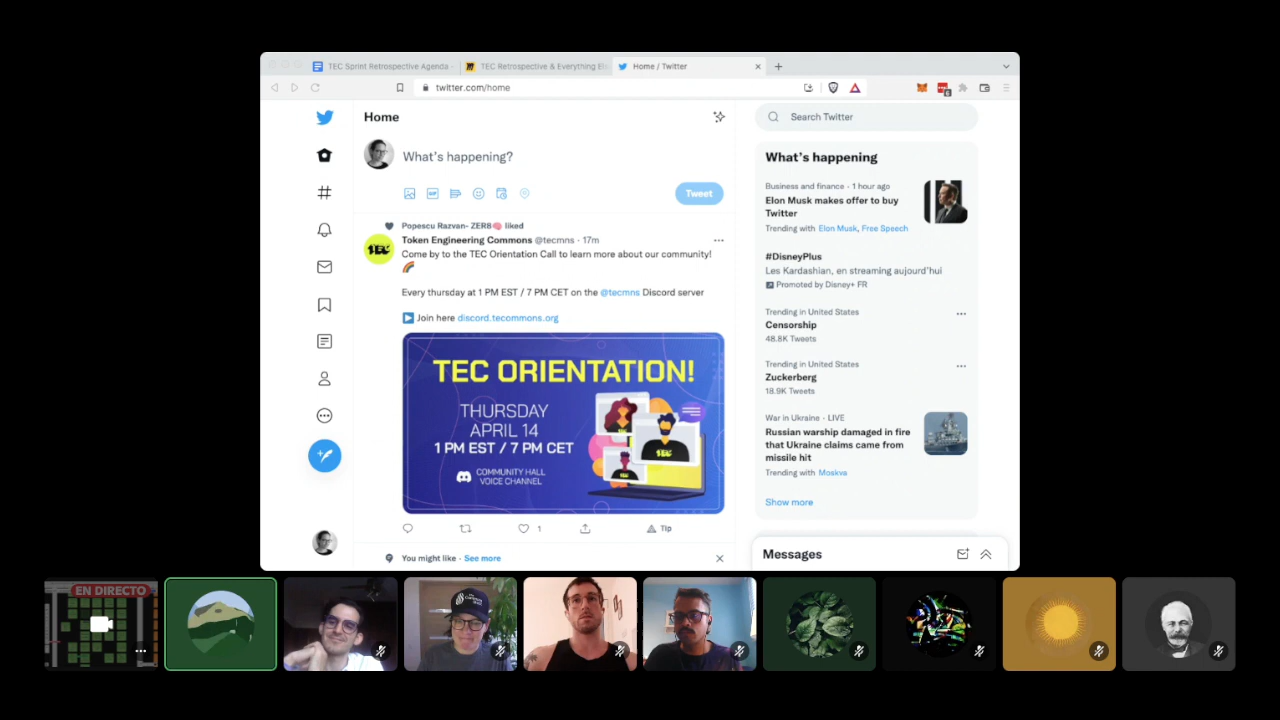 TEC Sprint Retrospective Agenda -
TEC Retrospective & Everything El
Home / Twitter
twitter.com/home
Home
Search Twitter
What's happening?
Tweet
What's happening
Business and finance · 1 hour ago
Elon Musk makes offer to buy
Twitter
Trending with Elon Musk, Free Speech
Popescu Razvan- ZER8🧠 liked
Token Engineering Commons @tecmns · 17m
Come by to the TEC Orientation Call to learn more about our community!
🌈
Every thursday at 1 PM EST / 7 PM CET on the @tecmns Discord server
▶️ Join here discord.tecommons.org
TEC
TEC ORIENTATION!
THURSDAY
APRIL 14
1 PM EST / 7 PM CET
COMMUNITY HALL
VOICE CHANNEL
TEC
TEC
1
Tip
You might like · See more
#DisneyPlus
Les Kardashian, en streaming aujourd'hui
Promoted by Disney+ FR
Trending in United States
Censorship
48.8K Tweets
Trending in United States
Zuckerberg
18.9K Tweets
War in Ukraine · LIVE
Russian warship damaged in fire
that Ukraine claims came from
missile hit
Trending with Moskva
Show more
Messages
EN DIRECTO